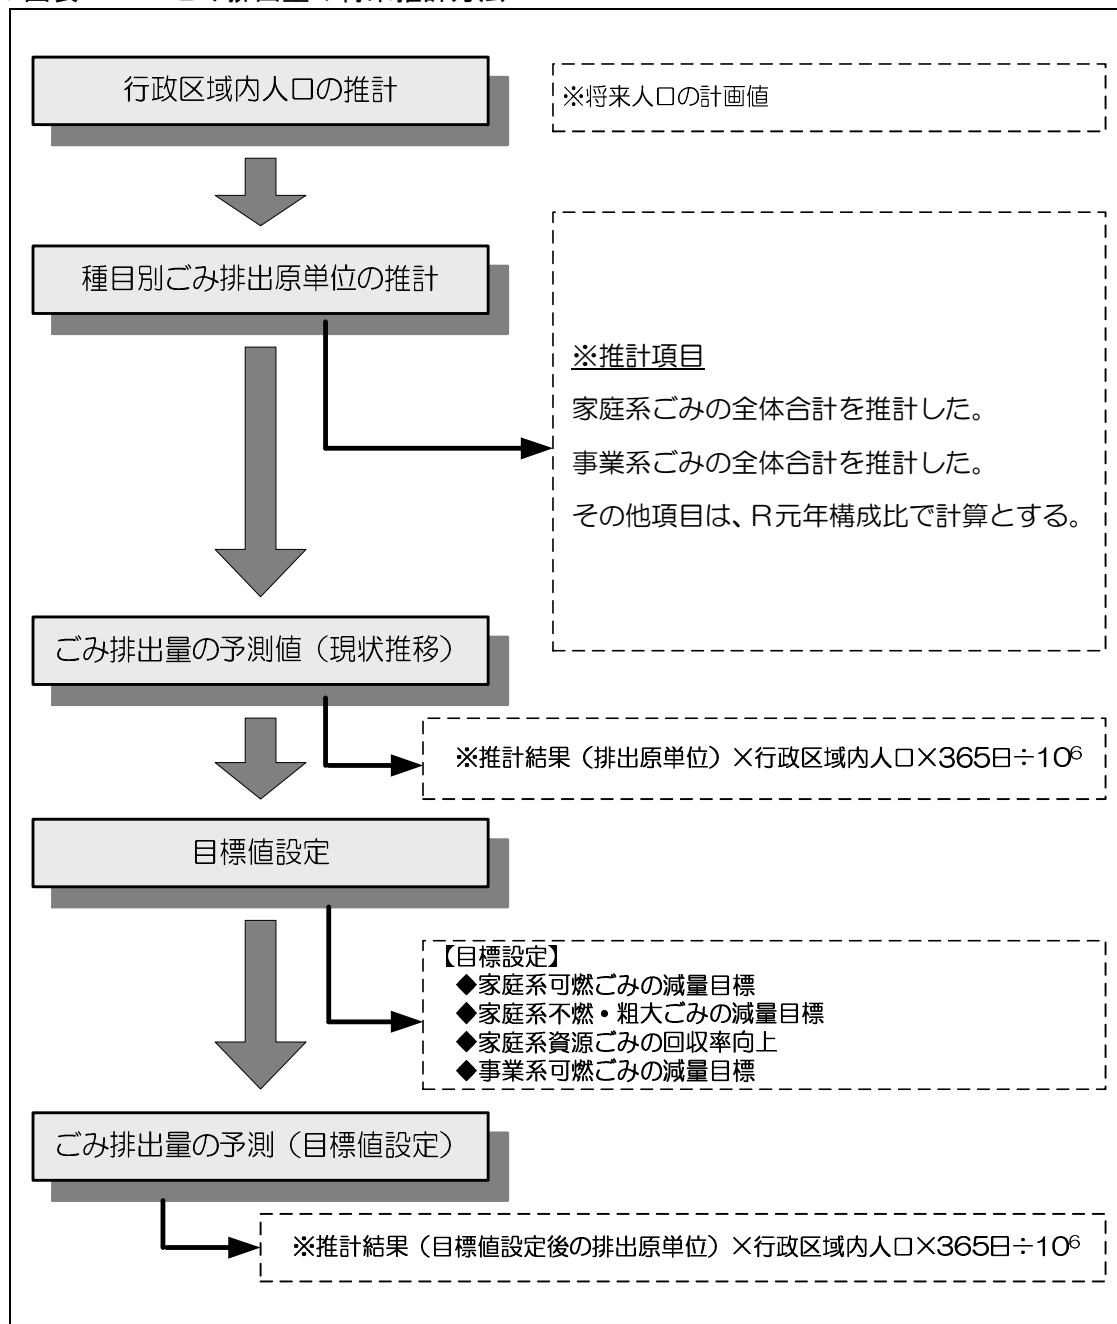 行政区域内人口の推計
※将来人口の計画値
種目別ごみ排出原単位の推計
※推計項目
家庭系ごみの全体合計を推計した。
事業系ごみの全体合計を推計した。
その他項目は、R元年構成比で計算とする。
ごみ排出量の予測値（現状推移）
※推計結果（排出原単位）×行政区域内人口×365日÷10⁶
目標値設定
【目標設定】
◆家庭系可燃ごみの減量目標
◆家庭系不燃・粗大ごみの減量目標
◆家庭系資源ごみの回収率向上
◆事業系可燃ごみの減量目標
ごみ排出量の予測（目標値設定）
※推計結果（目標値設定後の排出原単位）×行政区域内人口×365日÷10⁶